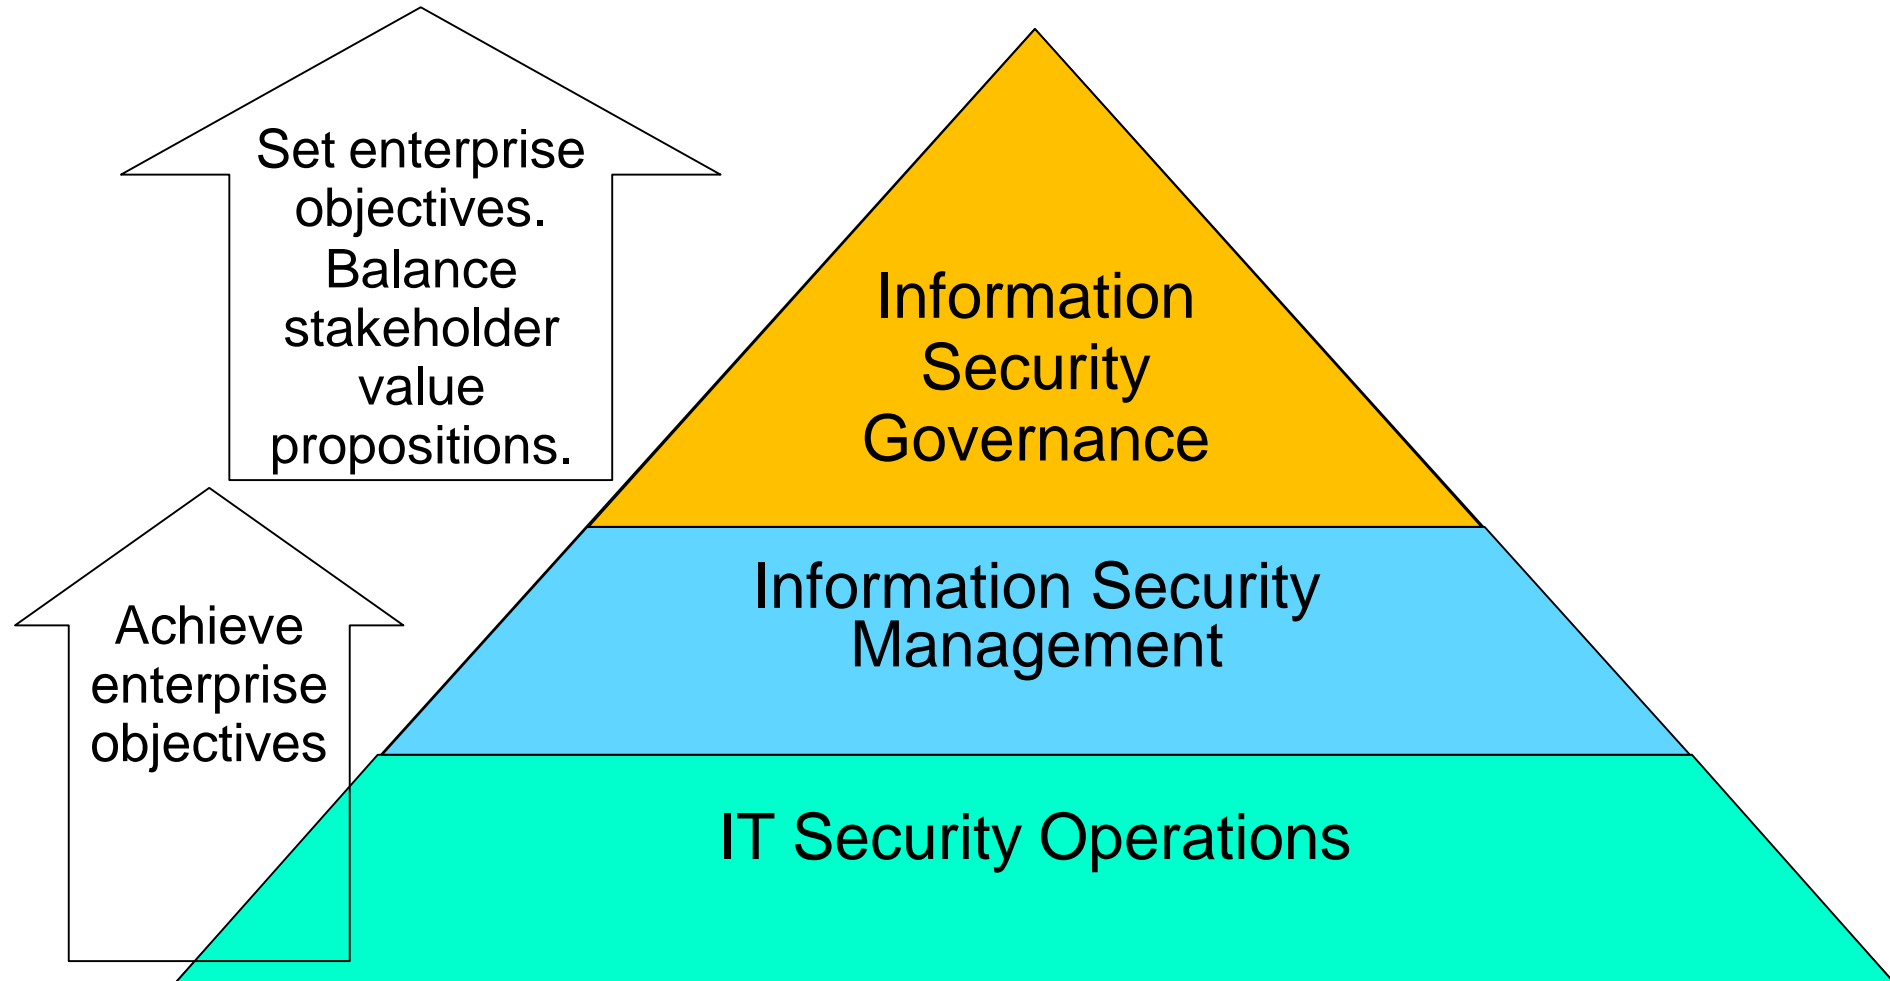 Set enterprise
objectives.
Balance
stakeholder
value
propositions.
Information
Security
Governance
Achieve
enterprise
objectives
Information Security
Management
IT Security Operations